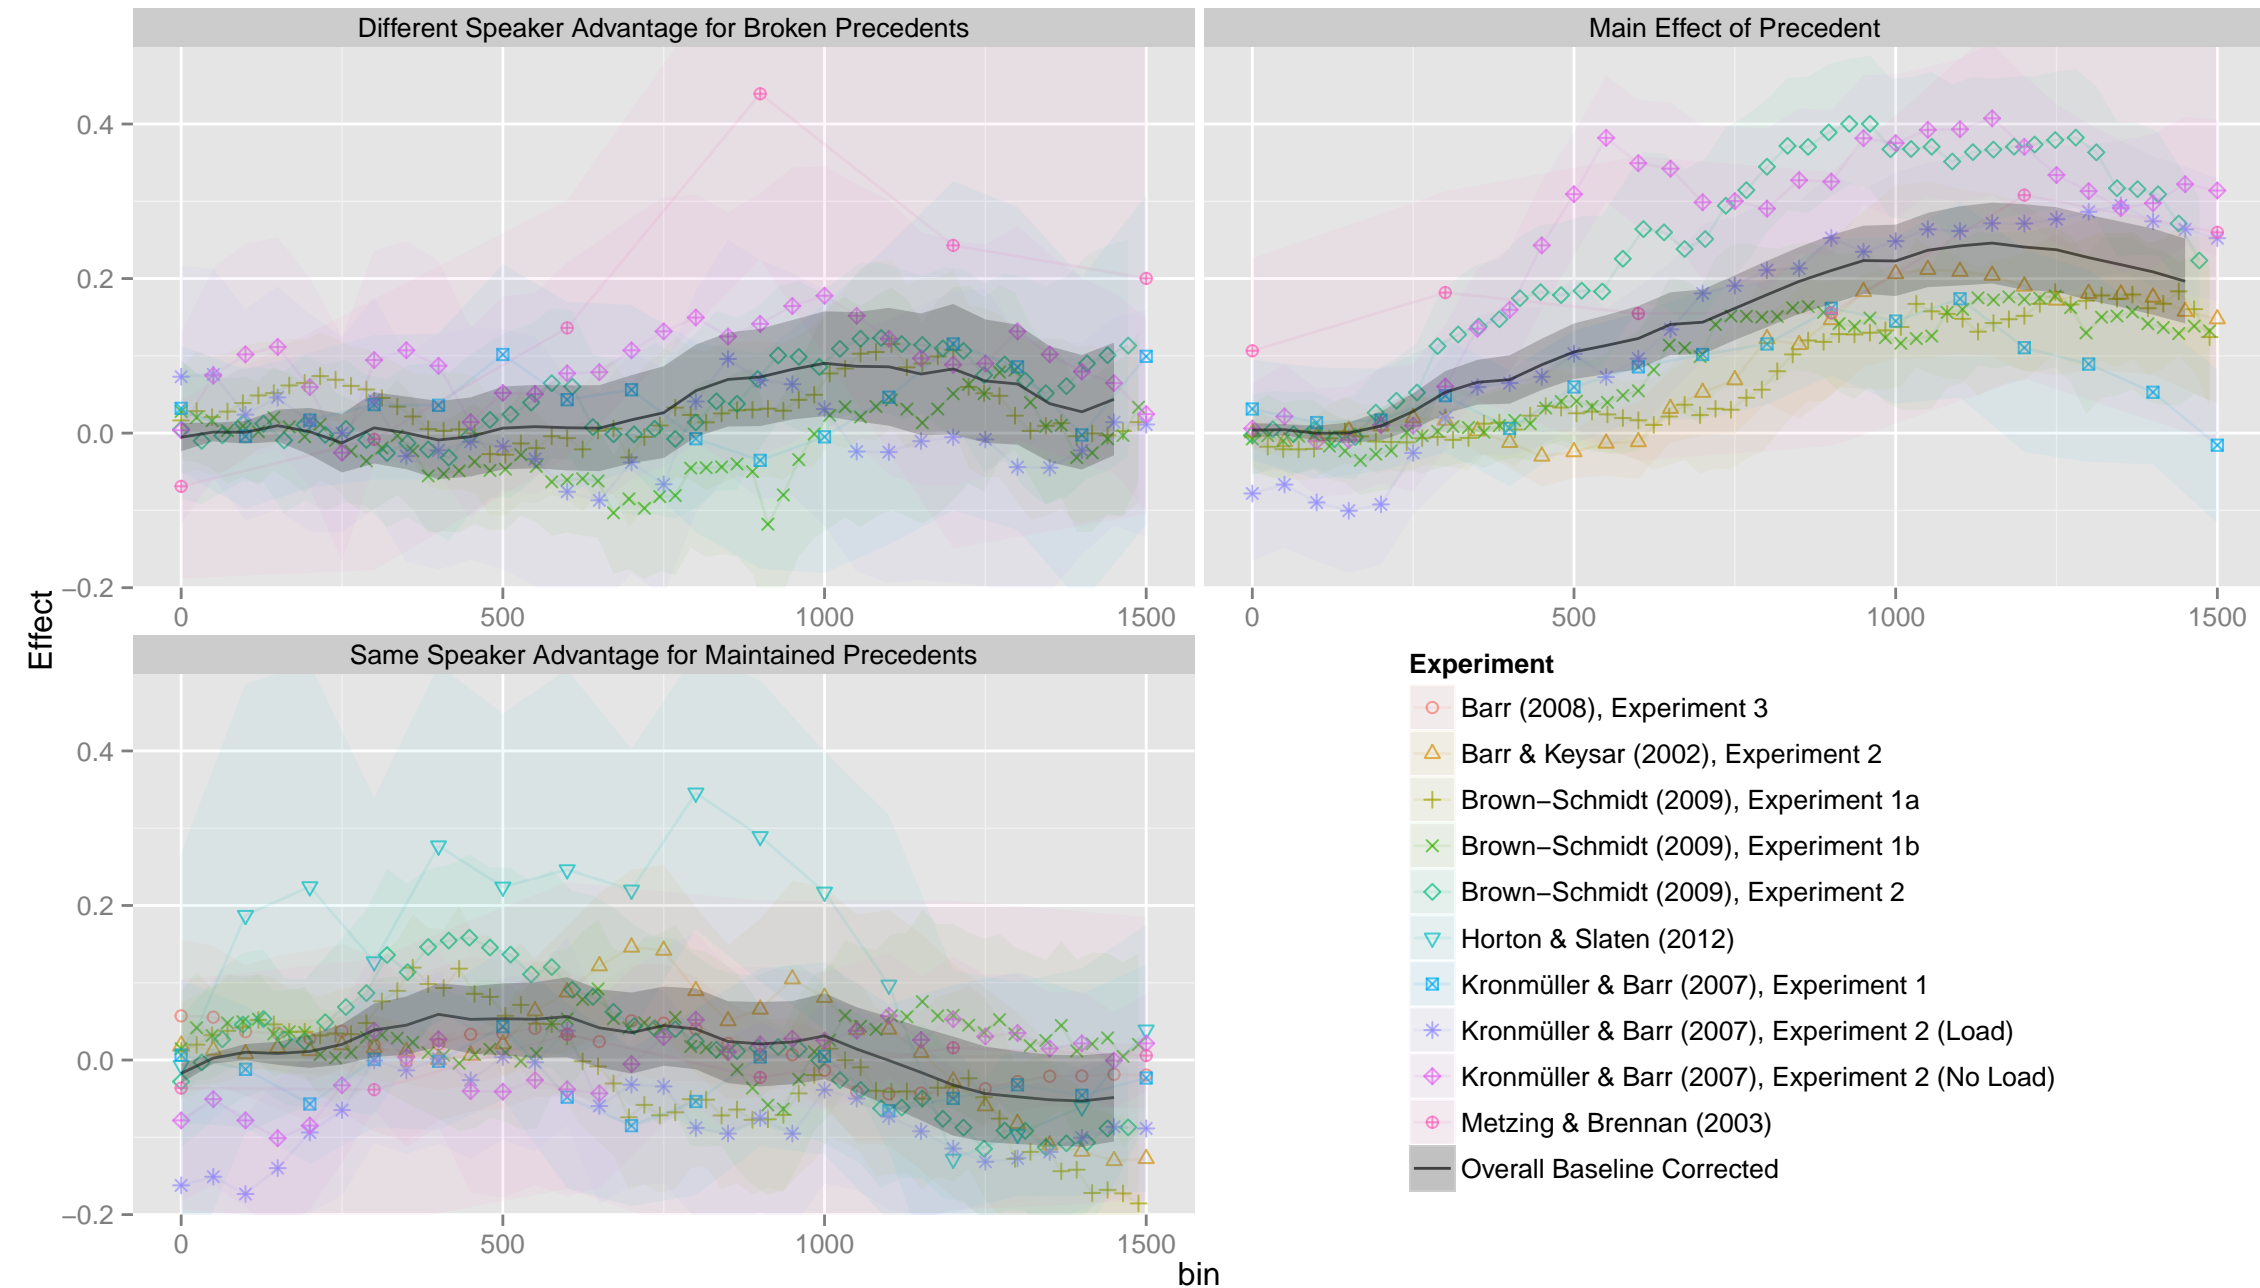 Different Speaker Advantage for Broken Precedents
Main Effect of Precedent
0.4
0.2
0.0
−0.2
0 500 1000 1500
0 500 1000 1500
Effect
Same Speaker Advantage for Maintained Precedents
0.4
0.2
0.0
−0.2
0 500 1000 1500
bin
Experiment
Barr (2008), Experiment 3
Barr & Keysar (2002), Experiment 2
Brown−Schmidt (2009), Experiment 1a
Brown−Schmidt (2009), Experiment 1b
Brown−Schmidt (2009), Experiment 2
Horton & Slaten (2012)
Kronmüller & Barr (2007), Experiment 1
Kronmüller & Barr (2007), Experiment 2 (Load)
Kronmüller & Barr (2007), Experiment 2 (No Load)
Metzing & Brennan (2003)
Overall Baseline Corrected